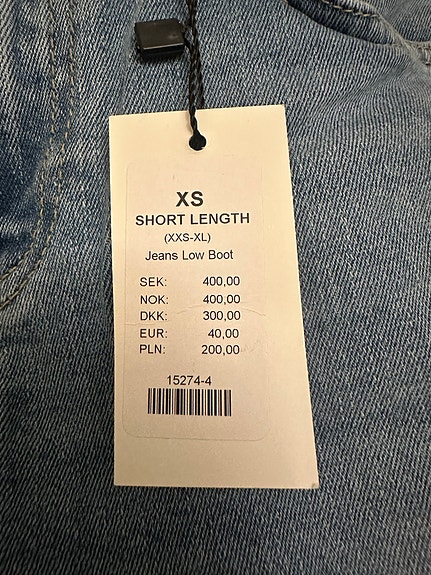 XS
SHORT LENGTH
(XXS-XL)
Jeans Low Boot
SEK: 400,00
NOK: 400,00
DKK: 300,00
EUR: 40,00
PLN: 200,00
15274-4